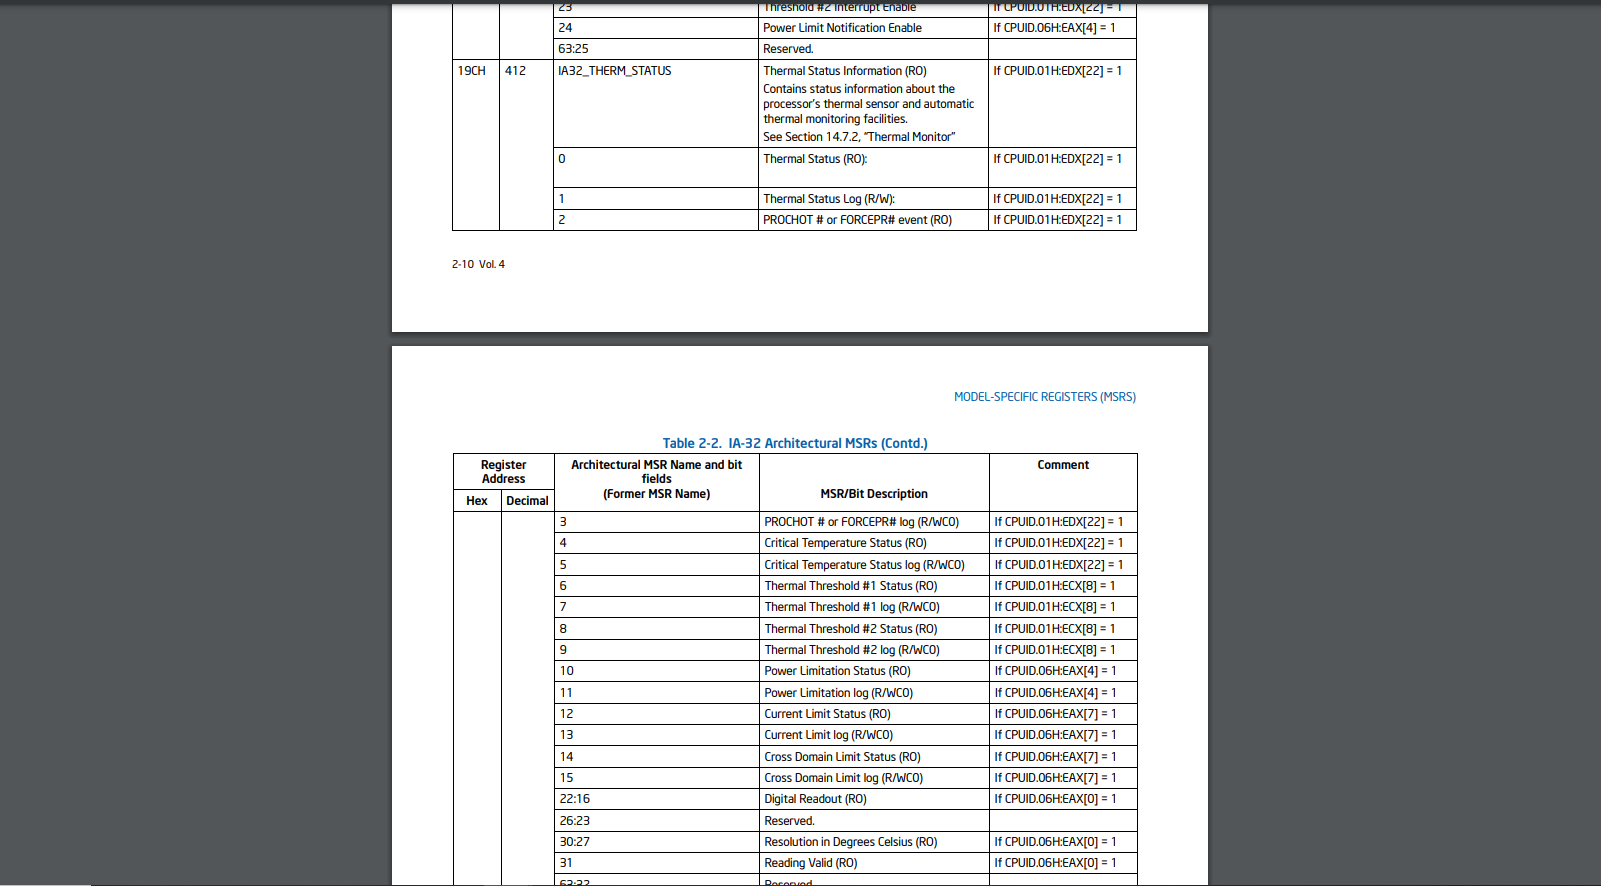 23 Threshold #2 Interrupt Enable If CPUID.01H:EDX[22] = 1
24 Power Limit Notification Enable If CPUID.06H:EAX[4] = 1
63:25 Reserved.
19CH 412 IA32_THERM_STATUS Thermal Status Information (RO) If CPUID.01H:EDX[22] = 1
Contains status information about the
processor's thermal sensor and automatic
thermal monitoring facilities.
See Section 14.7.2, "Thermal Monitor"
0 Thermal Status (RO): If CPUID.01H:EDX[22] = 1
1 Thermal Status Log (R/W): If CPUID.01H:EDX[22] = 1
2 PROCHOT # or FORCEPR# event (RO) If CPUID.01H:EDX[22] = 1
2-10 Vol. 4
MODEL-SPECIFIC REGISTERS (MSRS)
Table 2-2. IA-32 Architectural MSRs (Contd.)
Register Architectural MSR Name and bit Comment
Address fields
(Former MSR Name) MSR/Bit Description
Hex Decimal
3 PROCHOT # or FORCEPR# log (R/WC0) If CPUID.01H:EDX[22] = 1
4 Critical Temperature Status (RO) If CPUID.01H:EDX[22] = 1
5 Critical Temperature Status log (R/WC0) If CPUID.01H:EDX[22] = 1
6 Thermal Threshold #1 Status (RO) If CPUID.01H:ECX[8] = 1
7 Thermal Threshold #1 log (R/WC0) If CPUID.01H:ECX[8] = 1
8 Thermal Threshold #2 Status (RO) If CPUID.01H:ECX[8] = 1
9 Thermal Threshold #2 log (R/WC0) If CPUID.01H:ECX[8] = 1
10 Power Limitation Status (RO) If CPUID.06H:EAX[4] = 1
11 Power Limitation log (R/WC0) If CPUID.06H:EAX[4] = 1
12 Current Limit Status (RO) If CPUID.06H:EAX[7] = 1
13 Current Limit log (R/WC0) If CPUID.06H:EAX[7] = 1
14 Cross Domain Limit Status (RO) If CPUID.06H:EAX[7] = 1
15 Cross Domain Limit log (R/WC0) If CPUID.06H:EAX[7] = 1
22:16 Digital Readout (RO) If CPUID.06H:EAX[0] = 1
26:23 Reserved.
30:27 Resolution in Degrees Celsius (RO) If CPUID.06H:EAX[0] = 1
31 Reading Valid (RO) If CPUID.06H:EAX[0] = 1
63:32 Reserved.